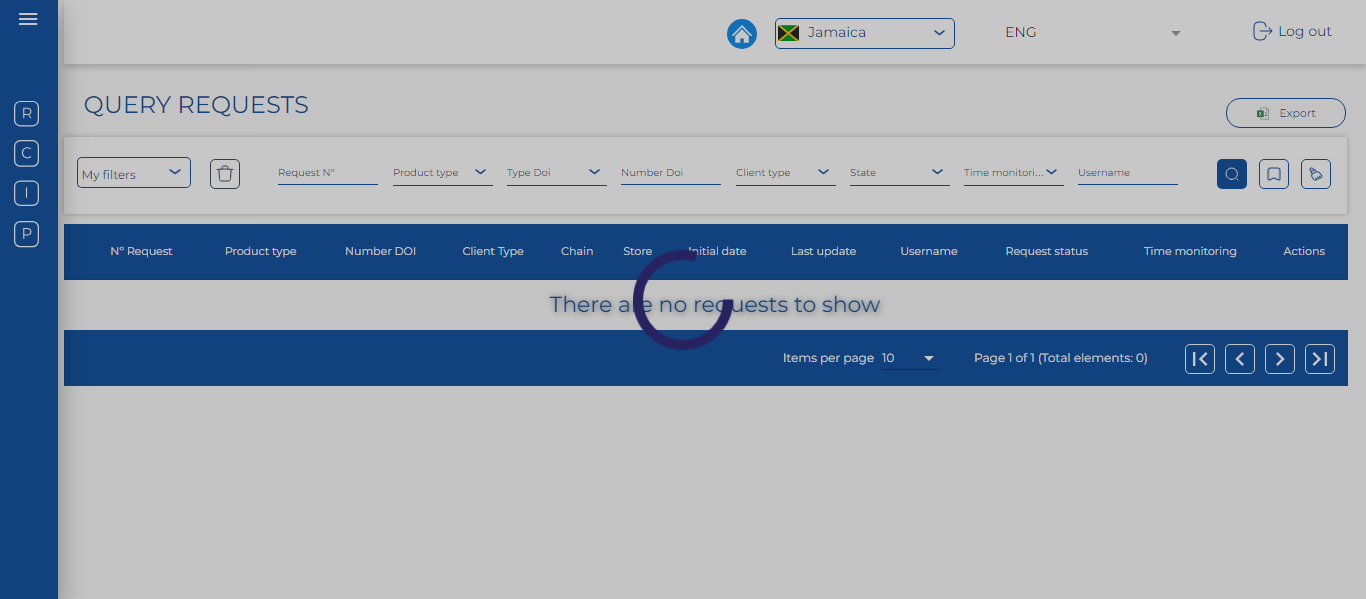 Jamaica
ENG
Log out
R
C
I
P
QUERY REQUESTS
Export
My filters
Request N°
Product type
Type Doi
Number Doi
Client type
State
Time monitori...
Username
N° Request
Product type
Number DOI
Client Type
Chain
Store
Initial date
Last update
Username
Request status
Time monitoring
Actions
There are no requests to show
Items per page 10
Page 1 of 1 (Total elements: 0)